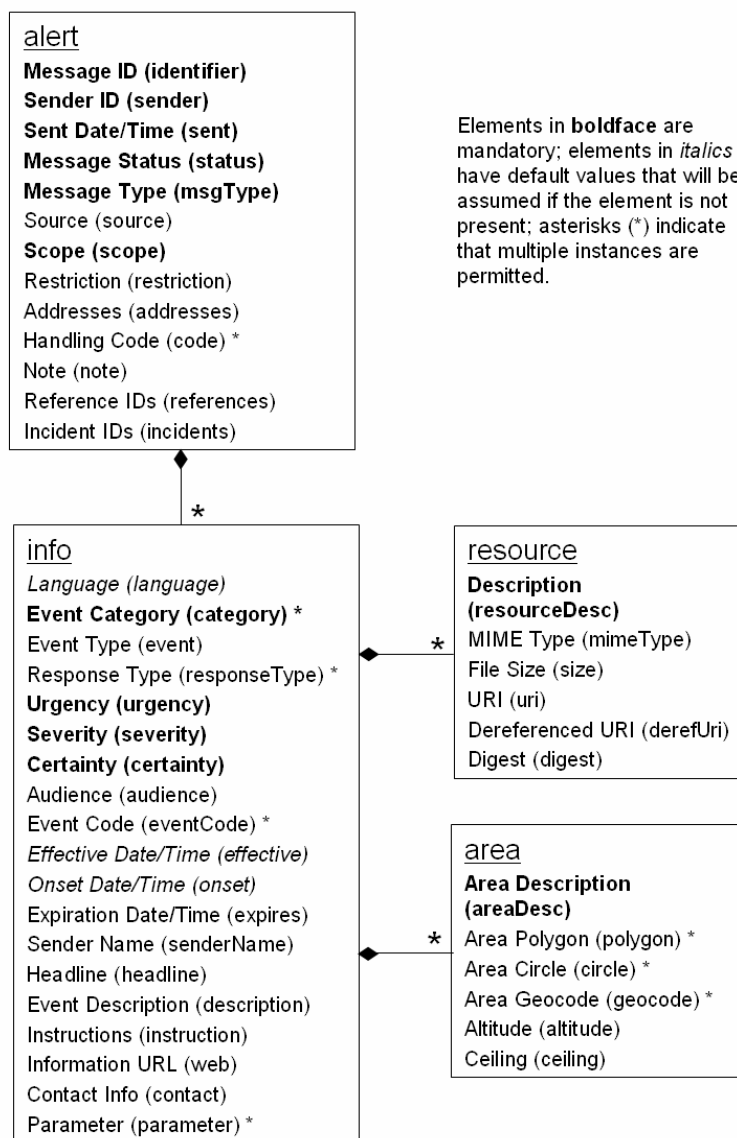 alert
Message ID (identifier)
Sender ID (sender)
Sent Date/Time (sent)
Message Status (status)
Message Type (msgType)
Source (source)
Scope (scope)
Restriction (restriction)
Addresses (addresses)
Handling Code (code) *
Note (note)
Reference IDs (references)
Incident IDs (incidents)
Elements in boldface are
mandatory; elements in italics
have default values that will be
assumed if the element is not
present; asterisks (*) indicate
that multiple instances are
permitted.
*
info
Language (language)
Event Category (category) *
Event Type (event)
Response Type (responseType) *
Urgency (urgency)
Severity (severity)
Certainty (certainty)
Audience (audience)
Event Code (eventCode) *
Effective Date/Time (effective)
Onset Date/Time (onset)
Expiration Date/Time (expires)
Sender Name (senderName)
Headline (headline)
Event Description (description)
Instructions (instruction)
Information URL (web)
Contact Info (contact)
Parameter (parameter) *
*
resource
Description
(resourceDesc)
MIME Type (mimeType)
File Size (size)
URI (uri)
Dereferenced URI (derefUri)
Digest (digest)
*
area
Area Description
(areaDesc)
Area Polygon (polygon) *
Area Circle (circle) *
Area Geocode (geocode) *
Altitude (altitude)
Ceiling (ceiling)